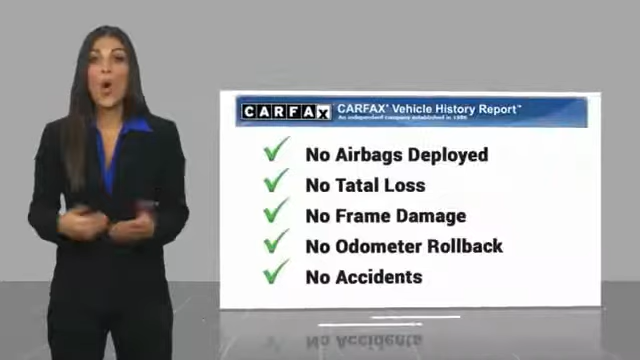 CARFAX CARFAX® Vehicle History Report™
An independent company established in 1986
No Airbags Deployed
No Tatal Loss
No Frame Damage
No Odometer Rollback
No Accidents